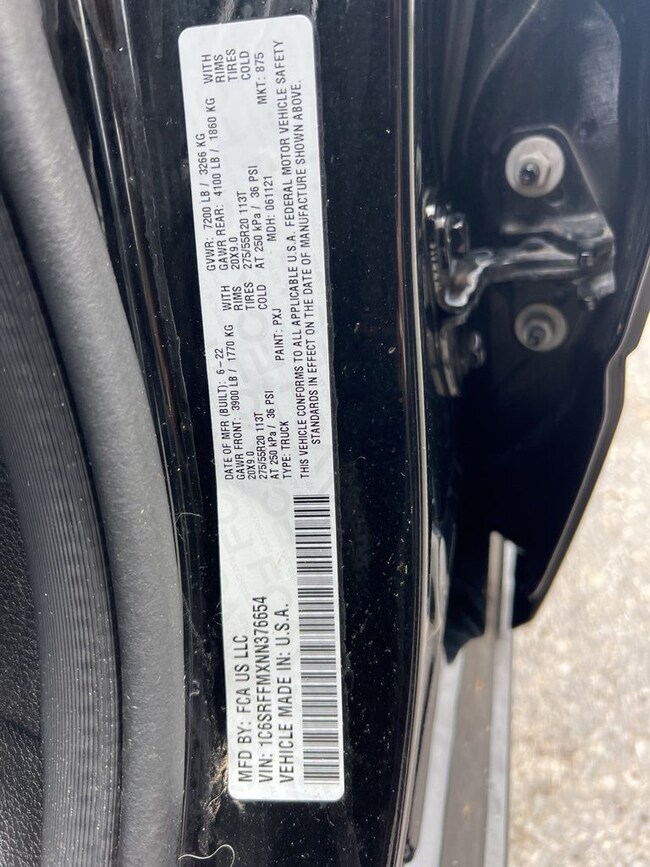 MFD BY: FCA US LLC
VIN: 1C6SRFFMXNN376654
VEHICLE MADE IN: U.S.A.
DATE OF MFR (BUILT): 6-22 GVWR: 7200 LB / 3266 KG
GAWR FRONT: 3900 LB / 1770 KG WITH GAWR REAR: 4100 LB / 1860 KG WITH
20X9.0 RIMS 20X9.0 RIMS
275/55R20 113T TIRES 275/55R20 113T TIRES
AT 250 kPa / 36 PSI COLD AT 250 kPa / 36 PSI COLD
TYPE: TRUCK PAINT: PXJ MDH: 061121 MKT: 875
THIS VEHICLE CONFORMS TO ALL APPLICABLE U.S.A. FEDERAL MOTOR VEHICLE SAFETY
STANDARDS IN EFFECT ON THE DATE OF MANUFACTURE SHOWN ABOVE.